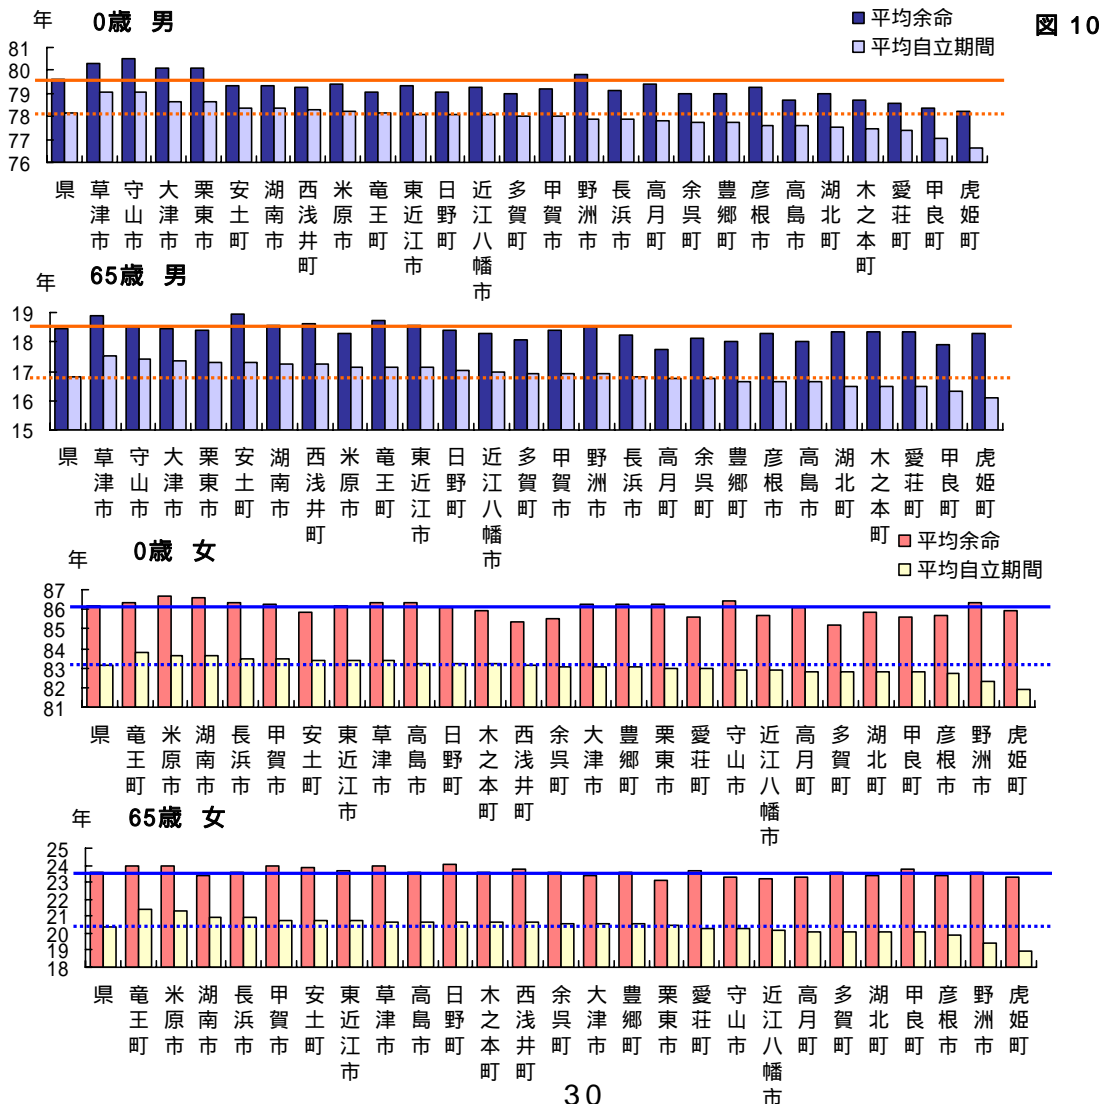 年 0歳 男
平均余命
平均自立期間
図 10
81
80
79
78
77
76
県 草津市 守山市 大津市 栗東市 安土町 湖南市 西浅井町 米原市 竜王町 東近江市 日野町 近江八幡市 多賀町 甲賀市 野洲市 長浜市 高月町 余呉町 豊郷町 彦根市 高島市 湖北町 木之本町 愛荘町 甲良町 虎姫町
年 65歳 男
19
18
17
16
15
県 草津市 守山市 大津市 栗東市 安土町 湖南市 西浅井町 米原市 竜王町 東近江市 日野町 近江八幡市 多賀町 甲賀市 野洲市 長浜市 高月町 余呉町 豊郷町 彦根市 高島市 湖北町 木之本町 愛荘町 甲良町 虎姫町
年 0歳 女
平均余命
平均自立期間
87
86
85
84
83
82
81
県 竜王町 米原市 湖南市 長浜市 甲賀市 安土町 東近江市 草津市 高島市 日野町 木之本町 西浅井町 余呉町 大津市 豊郷町 栗東市 愛荘町 守山市 近江八幡市 高月町 多賀町 湖北町 甲良町 彦根市 野洲市 虎姫町
年 65歳 女
25
24
23
22
21
20
19
18
県 竜王町 米原市 湖南市 長浜市 甲賀市 安土町 東近江市 草津市 高島市 日野町 木之本町 西浅井町 余呉町 大津市 豊郷町 栗東市 愛荘町 守山市 近江八幡市 高月町 多賀町 湖北町 甲良町 彦根市 野洲市 虎姫町
30